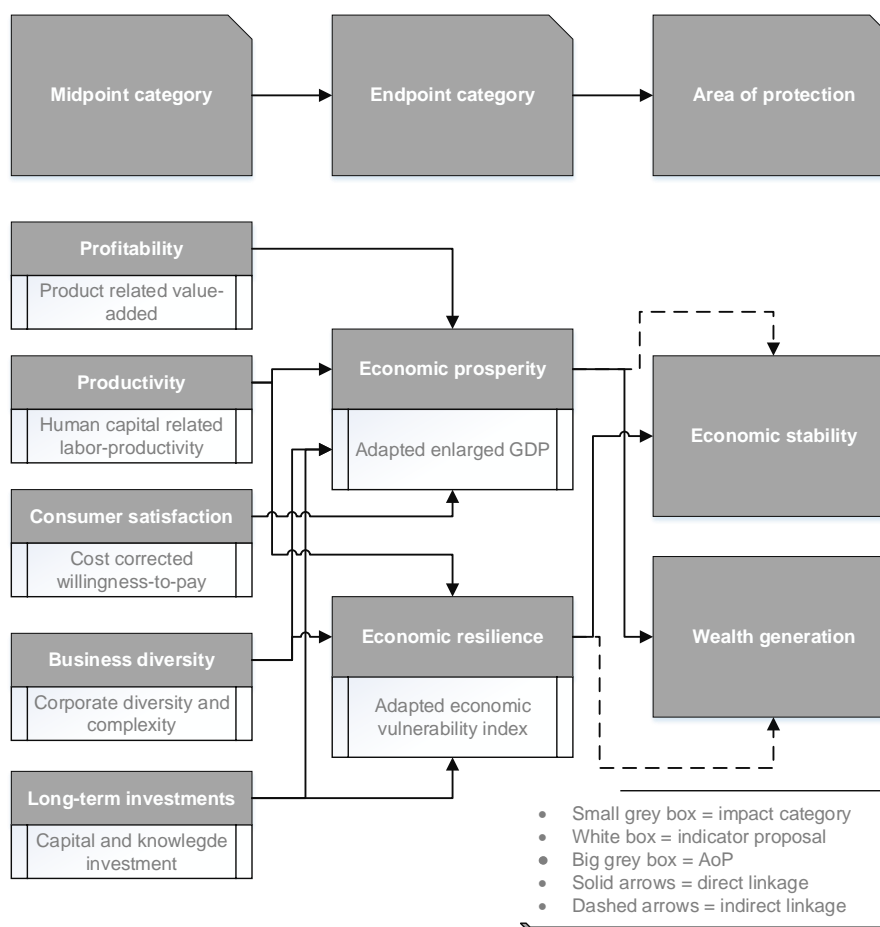 Midpoint category
Endpoint category
Area of protection
Profitability
Product related value-
added
Productivity
Human capital related
labor-productivity
Consumer satisfaction
Cost corrected
willingness-to-pay
Business diversity
Corporate diversity and
complexity
Long-term investments
Capital and knowlegde
investment
Economic prosperity
Adapted enlarged GDP
Economic resilience
Adapted economic
vulnerability index
Economic stability
Wealth generation
• Small grey box = impact category
• White box = indicator proposal
• Big grey box = AoP
• Solid arrows = direct linkage
• Dashed arrows = indirect linkage